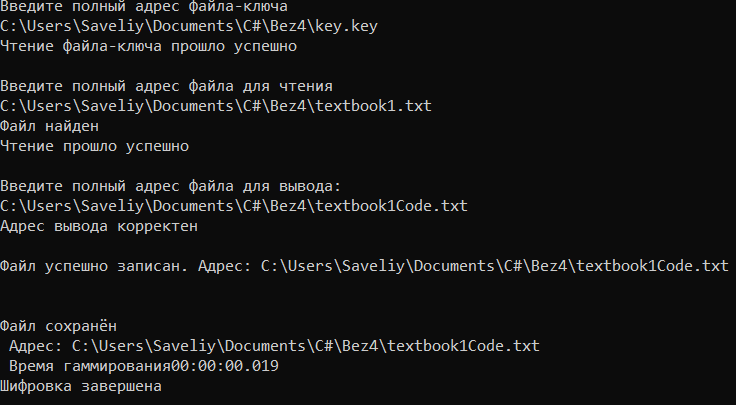 Введите полный адрес файла-ключа
C:\Users\Saveliy\Documents\C#\Bez4\key.key
Чтение файла-ключа прошло успешно
Введите полный адрес файла для чтения
C:\Users\Saveliy\Documents\C#\Bez4\textbook1.txt
Файл найден
Чтение прошло успешно
Введите полный адрес файла для вывода:
C:\Users\Saveliy\Documents\C#\Bez4\textbook1Code.txt
Адрес вывода корректен
Файл успешно записан. Адрес: C:\Users\Saveliy\Documents\C#\Bez4\textbook1Code.txt
Файл сохранён
Адрес: C:\Users\Saveliy\Documents\C#\Bez4\textbook1Code.txt
Время гаммирования00:00:00.019
Шифровка завершена